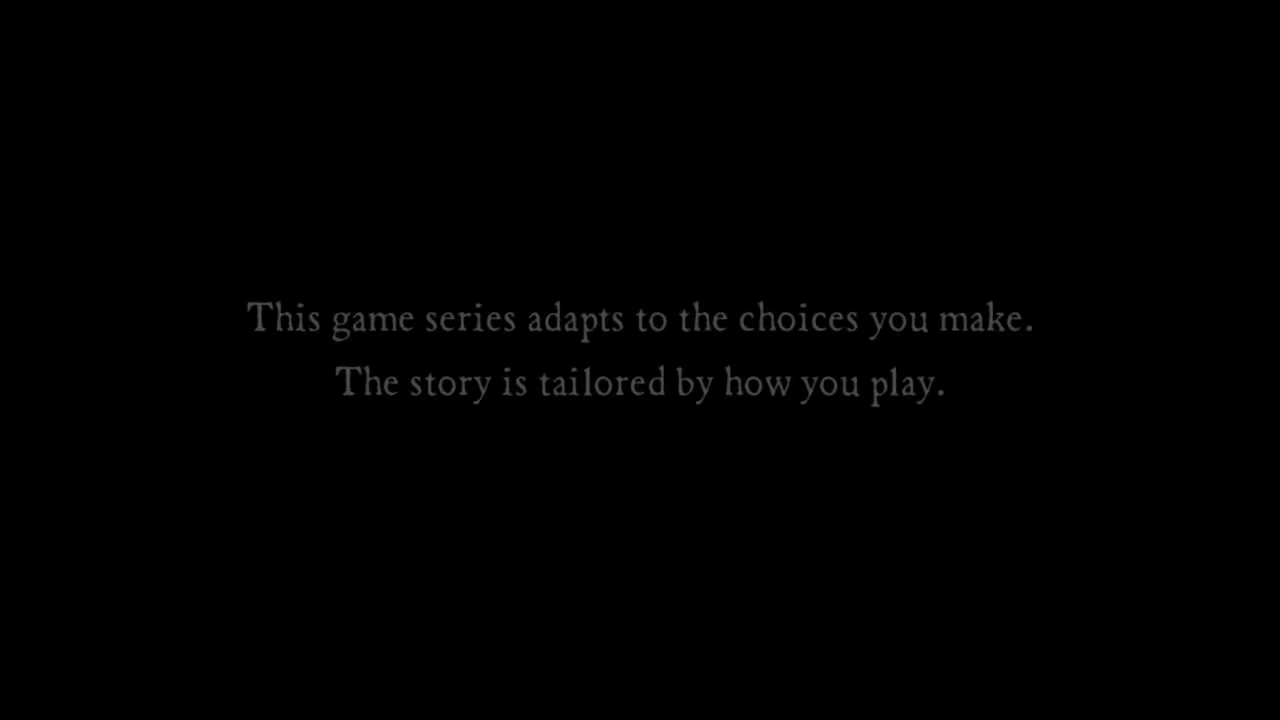 This game series adapts to the choices you make.
The story is tailored by how you play.